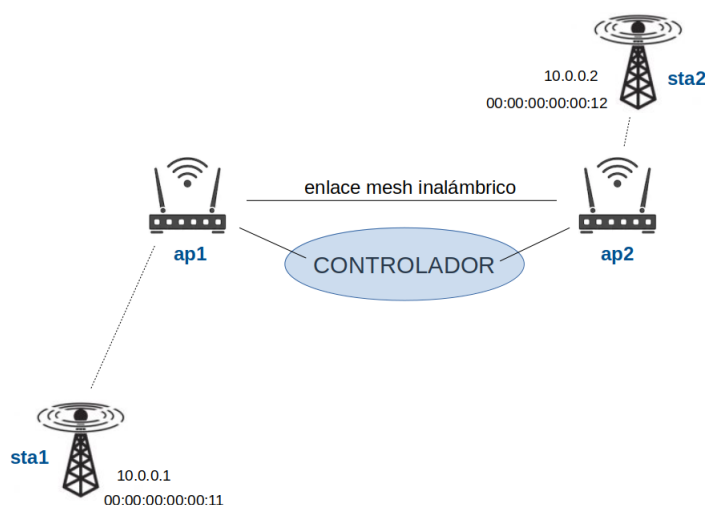 10.0.0.2
sta2
00:00:00:00:00:12
enlace mesh inalámbrico
ap1
ap2
CONTROLADOR
sta1
10.0.0.1
00:00:00:00:00:11